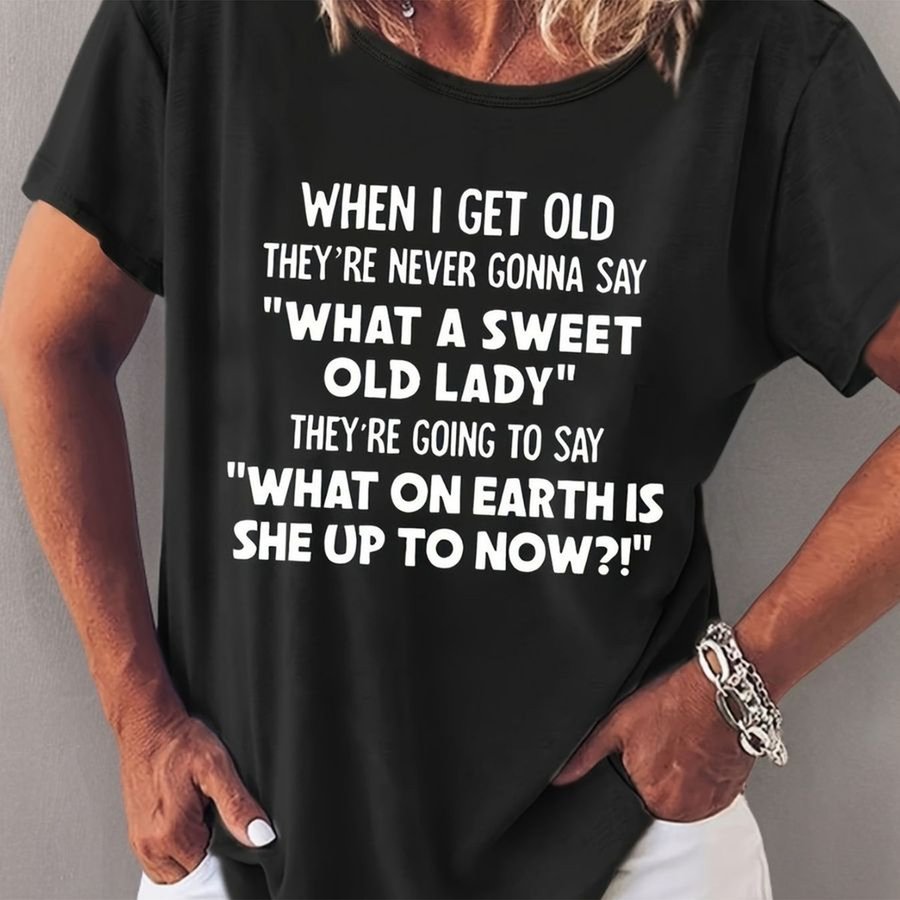 WHEN I GET OLD
THEY'RE NEVER GONNA SAY
"WHAT A SWEET
OLD LADY"
THEY'RE GOING TO SAY
"WHAT ON EARTH IS
SHE UP TO NOW?!"